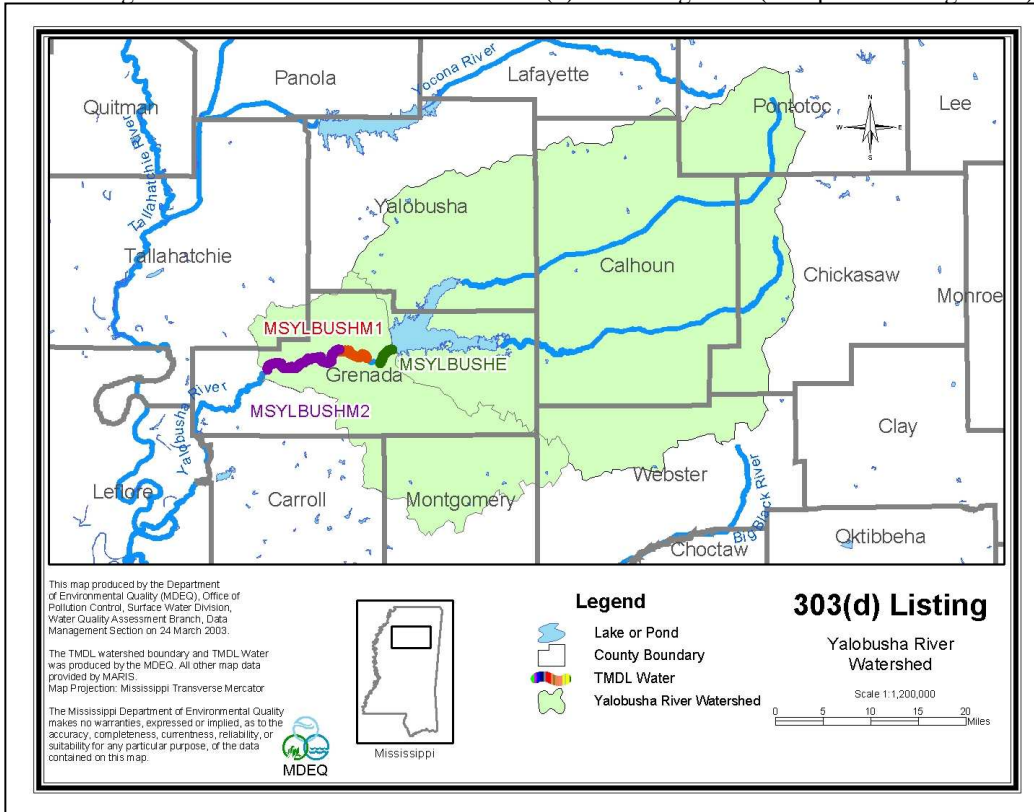 Panola
Lafayette
Yocona River
Quitman
Pontotoc
Lee
N
W
E
S
Tallahatchie River
Yalobusha
Tallahatchie
Calhoun
Chickasaw
Monroe
MSYLBUSHM1
MSYLBUSHE
Grenada
MSYLBUSHM2
Yalobusha River
Clay
Leflore
Carroll
Montgomery
Webster
Big Black River
Choctaw
Oktibbeha
This map produced by the Department
of Environmental Quality (MDEQ), Office of
Pollution Control, Surface Water Division,
Water Quality Assessment Branch, Data
Management Section on 24 March 2003.
The TMDL watershed boundary and TMDL Water
was produced by the MDEQ. All other map data
provided by MARIS.
Map Projection: Mississippi Transverse Mercator
The Mississippi Department of Environmental Quality
makes no warranties, expressed or implied, as to the
accuracy, completeness, currentness, reliability, or
suitability for any particular purpose, of the data
contained on this map.
MDEQ
Mississippi
Legend
Lake or Pond
County Boundary
TMDL Water
Yalobusha River Watershed
303(d) Listing
Yalobusha River
Watershed
Scale 1:1,200,000
0 5 10 15 20
Miles